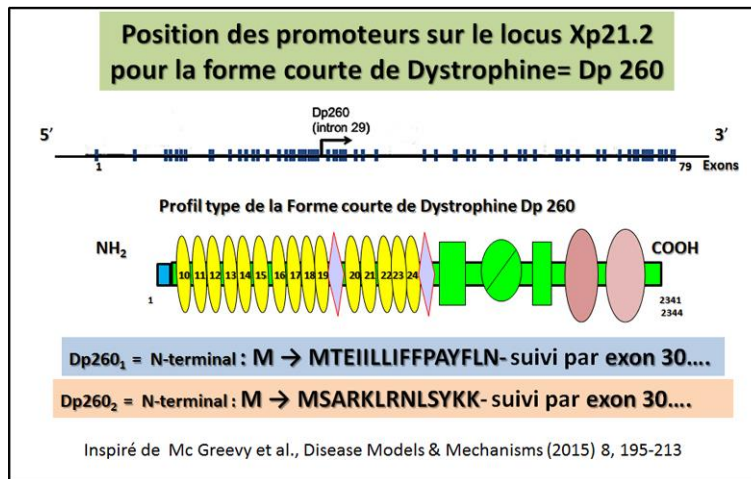 Position des promoteurs sur le locus Xp21.2
pour la forme courte de Dystrophine= Dp 260
Dp260
(intron 29)
5′
3′
1
79
Exons
Profil type de la Forme courte de Dystrophine Dp 260
NH2
COOH
10 11 12 13 14 15 16 17 18 19 20 21 22 23 24
1
2341
2344
Dp2601 = N-terminal : M → MTEIILLIFFPAYFLN- suivi par exon 30....
Dp2602 = N-terminal : M → MSARKLRNLSYKK- suivi par exon 30....
Inspiré de Mc Greevy et al., Disease Models & Mechanisms (2015) 8, 195-213